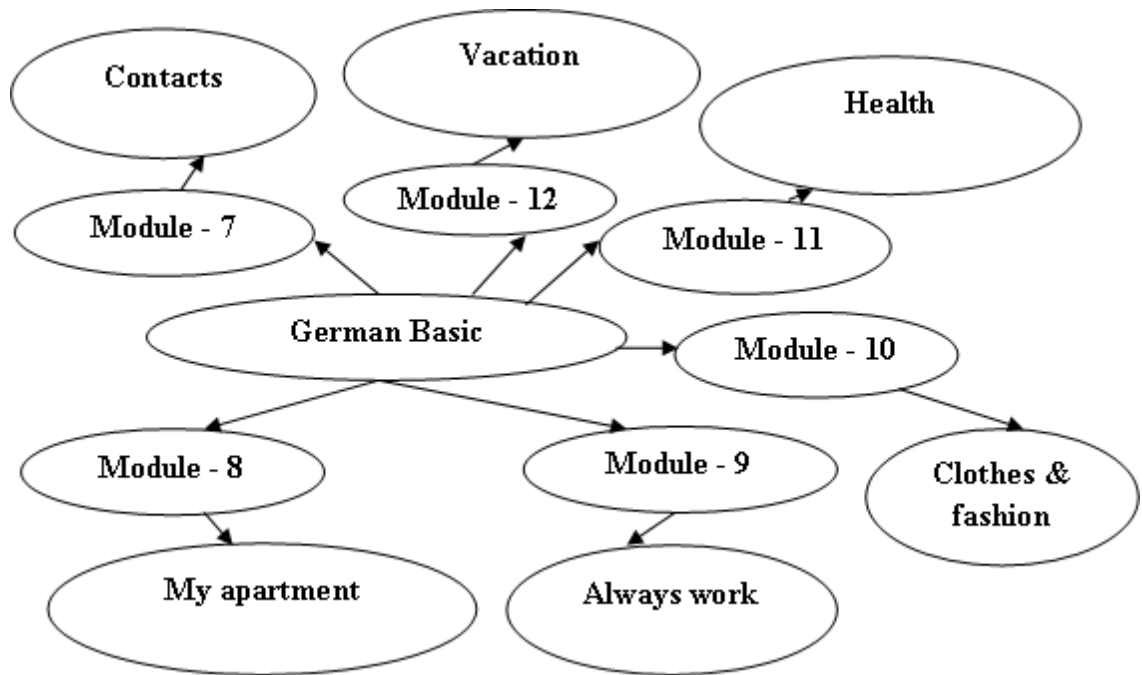 Contacts
Vacation
Health
Module - 7
Module - 12
Module - 11
German Basic
Module - 10
Module - 8
Module - 9
Clothes &
fashion
My apartment
Always work